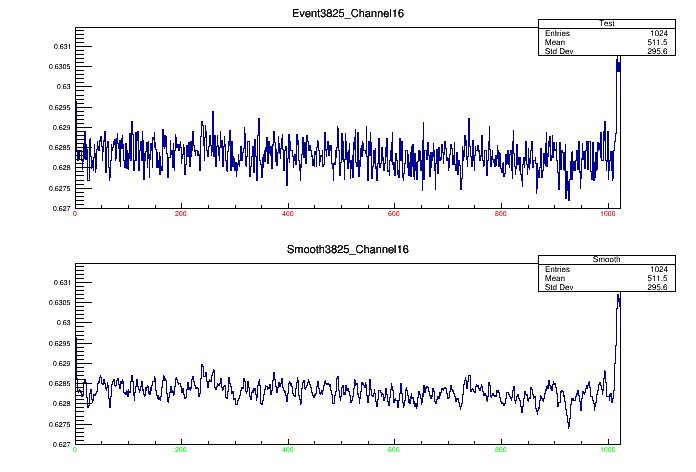 Event3825_Channel16
Test
Entries 1024
Mean 511.5
Std Dev 295.6
0.631
0.6305
0.63
0.6295
0.629
0.6285
0.628
0.6275
0.627
0 200 400 600 800 1000
Smooth3825_Channel16
Smooth
Entries 1024
Mean 511.5
Std Dev 295.6
0.631
0.6305
0.63
0.6295
0.629
0.6285
0.628
0.6275
0.627
0 200 400 600 800 1000